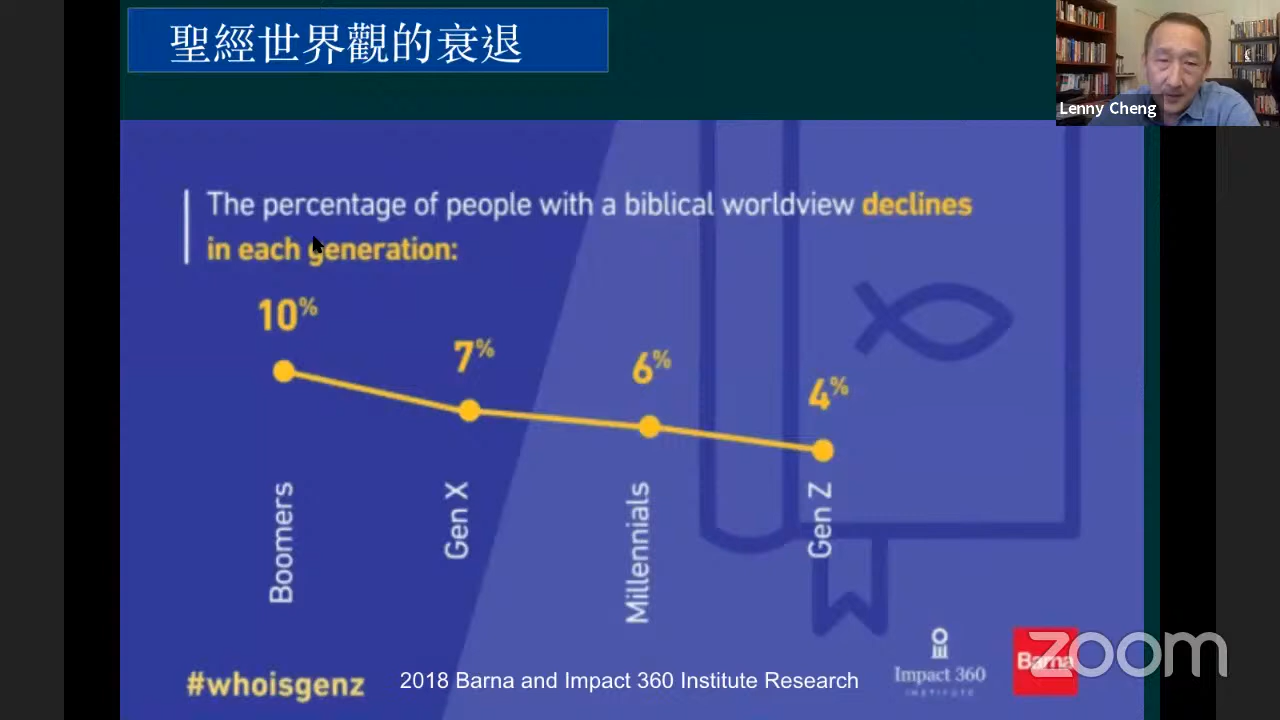 聖經世界觀的衰退
Lenny Cheng
The percentage of people with a biblical worldview declines
in each generation:
10%
7%
6%
4%
Boomers
Gen X
Millennials
Gen Z
#whoisgenz
2018 Barna and Impact 360 Institute Research
Impact 360
INSTITUTE
Barna
zoom